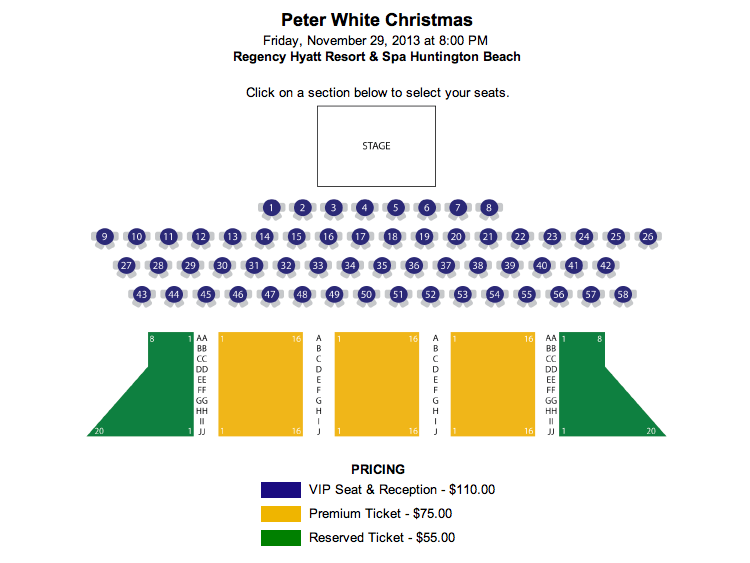 Peter White Christmas
Friday, November 29, 2013 at 8:00 PM
Regency Hyatt Resort & Spa Huntington Beach
Click on a section below to select your seats.
STAGE
1 2 3 4 5 6 7 8
9 10 11 12 13 14 15 16 17 18 19 20 21 22 23 24 25 26
27 28 29 30 31 32 33 34 35 36 37 38 39 40 41 42
43 44 45 46 47 48 49 50 51 52 53 54 55 56 57 58
8 1 AA 1 16 A 1 16 A 1 16 AA 1 8
BB B B BB
CC C C CC
DD D D DD
EE E E EE
FF F F FF
GG G G GG
HH H H HH
II I I II
20 1 JJ 1 16 J 1 16 J 1 16 JJ 1 20
PRICING
VIP Seat & Reception - $110.00
Premium Ticket - $75.00
Reserved Ticket - $55.00